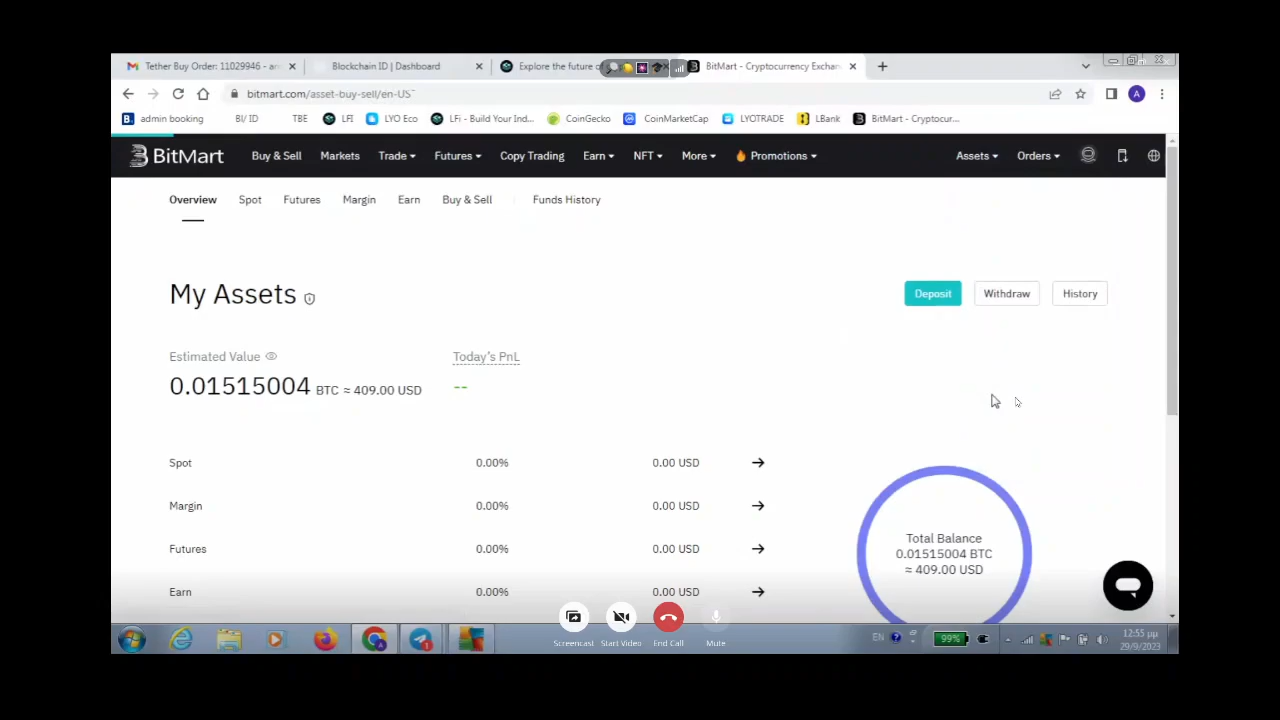 Tether Buy Order: 11029946 - an
Blockchain ID | Dashboard
Explore the future of
BitMart - Cryptocurrency Exchan
bitmart.com/asset-buy-sell/en-US
admin booking
BI/ ID
TBE
LFI
LYO Eco
LFi - Build Your Ind...
CoinGecko
CoinMarketCap
LYOTRADE
LBank
BitMart - Cryptocur...
BitMart
Buy & Sell
Markets
Trade
Futures
Copy Trading
Earn
NFT
More
Promotions
Assets
Orders
Overview
Spot
Futures
Margin
Earn
Buy & Sell
Funds History
My Assets
Deposit
Withdraw
History
Estimated Value
Today's PnL
0.01515004 BTC ≈ 409.00 USD
--
Spot 0.00% 0.00 USD
Margin 0.00% 0.00 USD
Futures 0.00% 0.00 USD
Earn 0.00% 0.00 USD
Total Balance
0.01515004 BTC
≈ 409.00 USD
Screencast
Start Video
End Call
Mute
EN
99%
12:55 μμ
29/9/2023